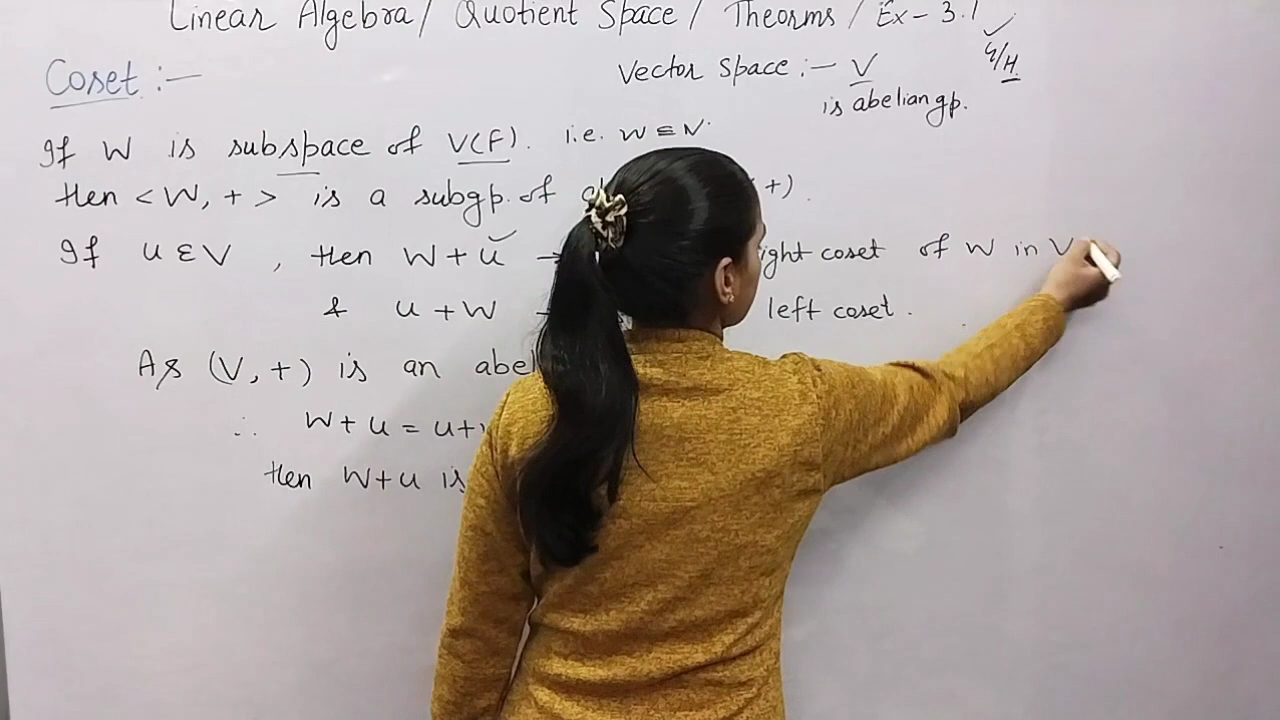 Linear Algebra / Quotient Space / Theorms / Ex - 3.1
Coset :-
Vector Space :- V
G/H
is abelian gp.
If W is subspace of V(F). i.e. W ⊆ V.
then < W, + > is a subgp. of +).
If u ε V , then W + u → right coset of W in V
& u + W → left coset.
As (V, +) is an abel
∴ W + u = u +
then W + u is